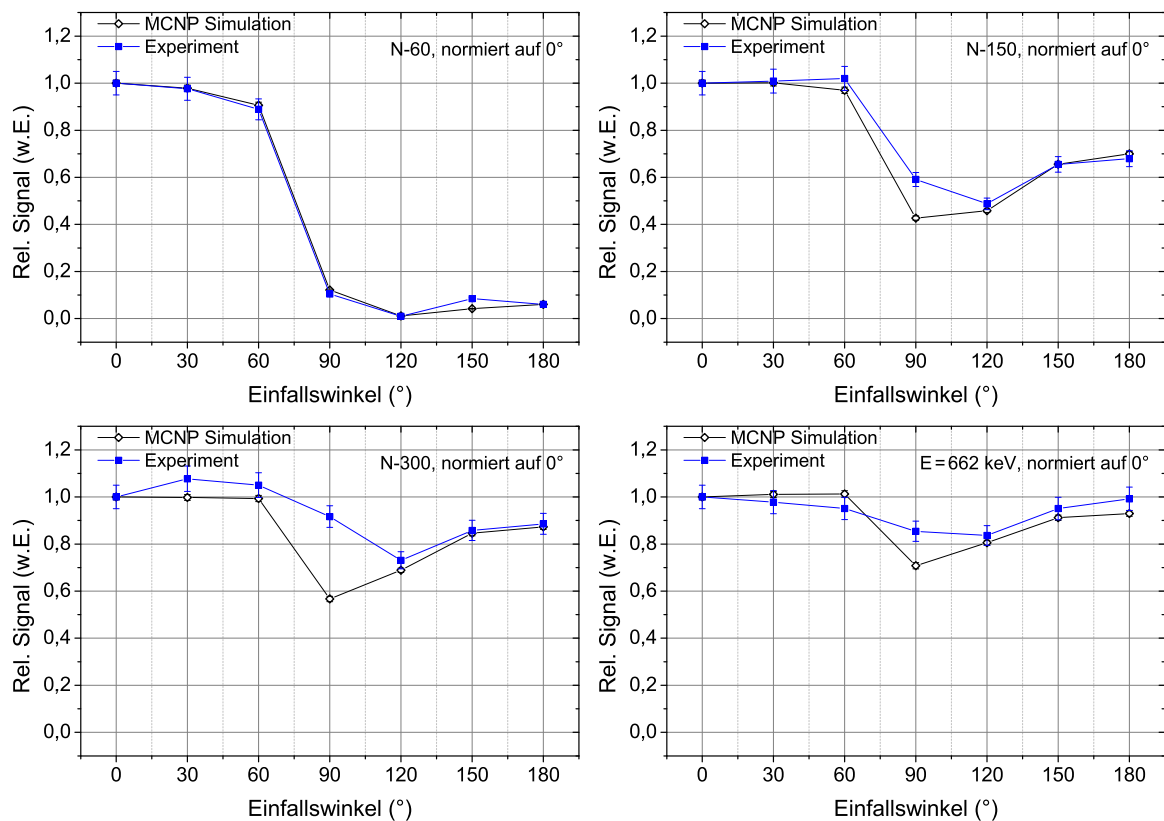 MCNP Simulation
Experiment
N-60, normiert auf 0°
1,2
1,0
0,8
0,6
0,4
0,2
0,0
Rel. Signal (w.E.)
0 30 60 90 120 150 180
Einfallswinkel (°)
MCNP Simulation
Experiment
N-150, normiert auf 0°
1,2
1,0
0,8
0,6
0,4
0,2
0,0
Rel. Signal (w.E.)
0 30 60 90 120 150 180
Einfallswinkel (°)
MCNP Simulation
Experiment
N-300, normiert auf 0°
1,2
1,0
0,8
0,6
0,4
0,2
0,0
Rel. Signal (w.E.)
0 30 60 90 120 150 180
Einfallswinkel (°)
MCNP Simulation
Experiment
E = 662 keV, normiert auf 0°
1,2
1,0
0,8
0,6
0,4
0,2
0,0
Rel. Signal (w.E.)
0 30 60 90 120 150 180
Einfallswinkel (°)